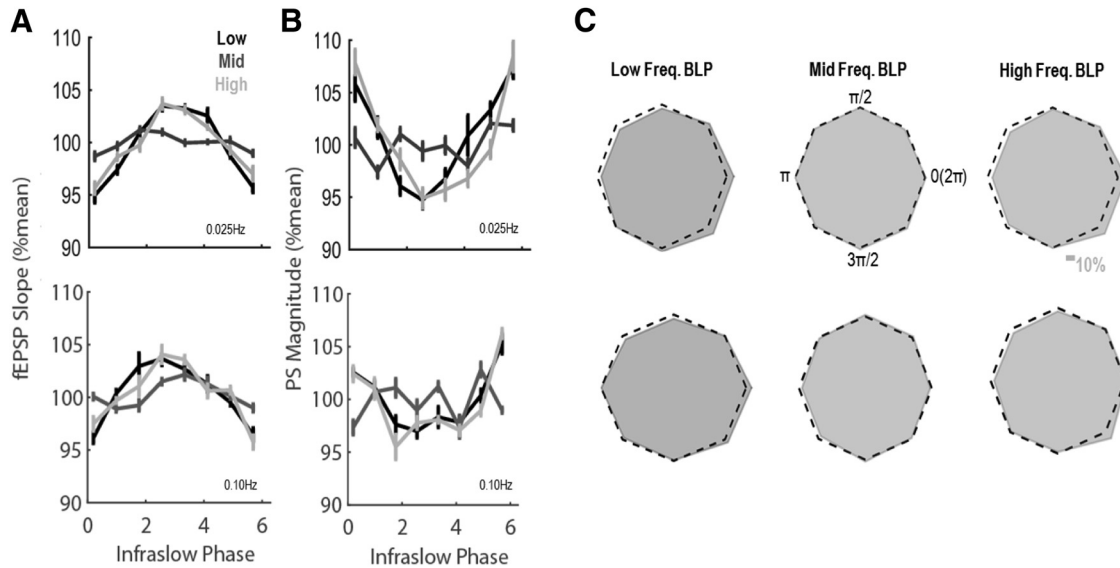 A
fEPSP Slope (%mean)
110
105
100
95
90
Low
Mid
High
0.025Hz
110
105
100
95
90
0.10Hz
0 2 4 6
Infraslow Phase
B
PS Magnitude (%mean)
110
105
100
95
90
0.025Hz
110
105
100
95
90
0.10Hz
0 2 4 6
Infraslow Phase
C
Low Freq. BLP
Mid Freq. BLP
High Freq. BLP
π/2
π
0(2π)
3π/2
10%